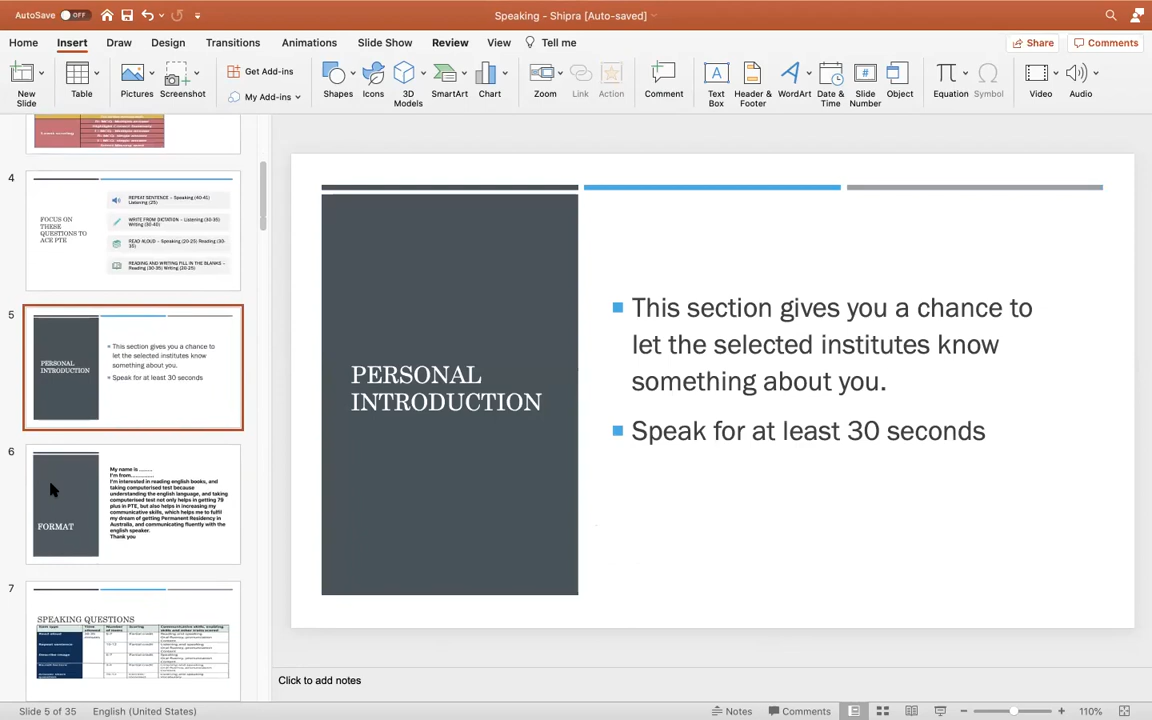 AutoSave OFF
Speaking - Shipra [Auto-saved]
Home Insert Draw Design Transitions Animations Slide Show Review View Tell me Share Comments
New Slide
Table
Pictures
Screenshot
Get Add-ins
My Add-ins
Shapes
Icons
3D Models
SmartArt
Chart
Zoom
Link
Action
Comment
Text Box
Header & Footer
WordArt
Date & Time
Slide Number
Object
Equation
Symbol
Video
Audio
4
FOCUS ON
THESE
QUESTIONS TO
ACE PTE
REPEAT SENTENCE – Speaking (40-45)
Listening (25)
WRITE FROM DICTATION – Listening (30-35)
Writing (30-40)
READ ALOUD – Speaking (20-25) Reading (30-
35)
READING AND WRITING FILL IN THE BLANKS –
Reading (30-35) Writing (20-25)
5
PERSONAL
INTRODUCTION
This section gives you a chance to
let the selected institutes know
something about you.
Speak for at least 30 seconds
6
FORMAT
My name is ........
I'm from..............
I'm interested in reading english books, and
taking computerised test because
understanding the english language, and taking
computerised test not only helps in getting 79
plus in PTE, but also helps in increasing my
communicative skills, which helps me to fulfil
my dream of getting Permanent Residency in
Australia, and communicating fluently with the
english speaker.
Thank you
7
SPEAKING QUESTIONS
PERSONAL
INTRODUCTION
This section gives you a chance to
let the selected institutes know
something about you.
Speak for at least 30 seconds
Click to add notes
Slide 5 of 35
English (United States)
Notes
Comments
110%